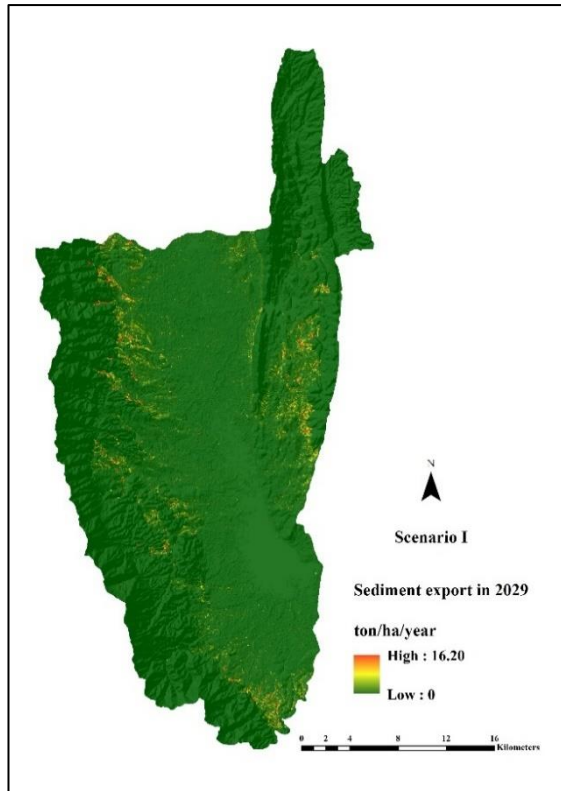 N
Scenario I
Sediment export in 2029
ton/ha/year
High : 16.20
Low : 0
0 2 4 8 12 16
Kilometers